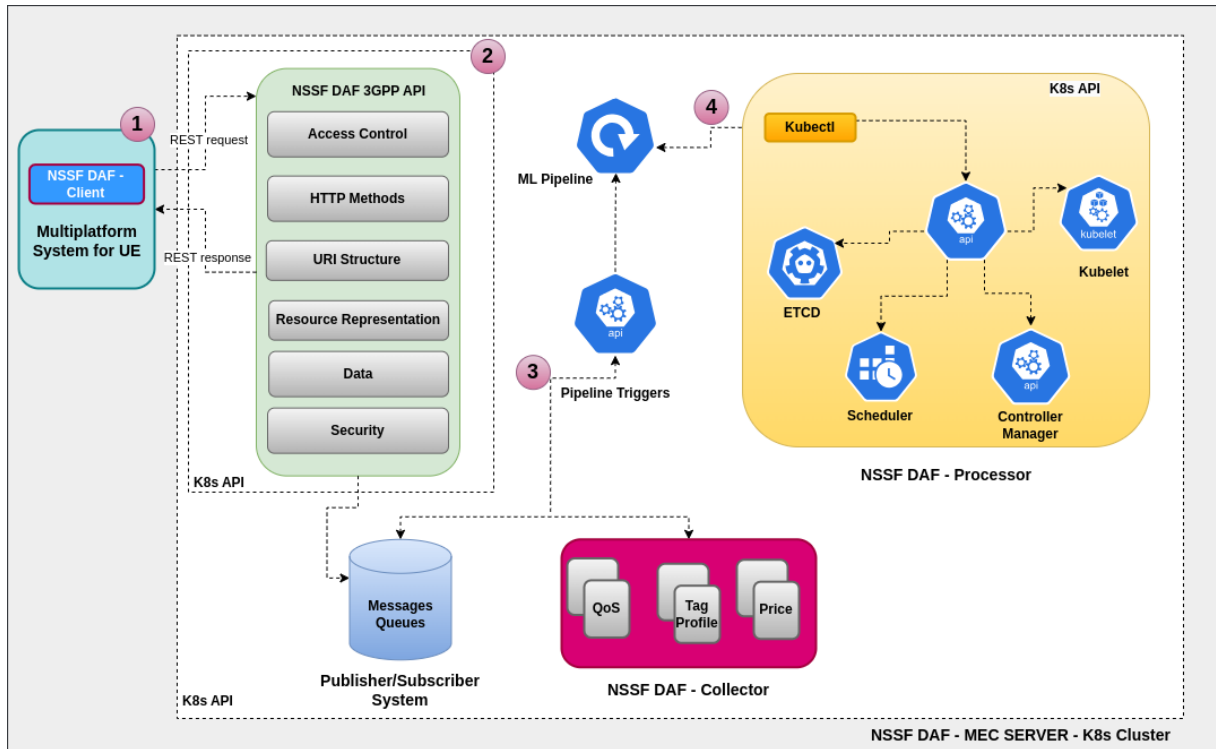 1
NSSF DAF -
Client
Multiplatform
System for UE
REST request
REST response
2
NSSF DAF 3GPP API
Access Control
HTTP Methods
URI Structure
Resource Representation
Data
Security
K8s API
ML Pipeline
api
Pipeline Triggers
3
4
K8s API
Kubectl
api
kubelet
Kubelet
ETCD
Scheduler
api
Controller
Manager
NSSF DAF - Processor
Messages
Queues
Publisher/Subscriber
System
QoS
Tag
Profile
Price
NSSF DAF - Collector
K8s API
NSSF DAF - MEC SERVER - K8s Cluster